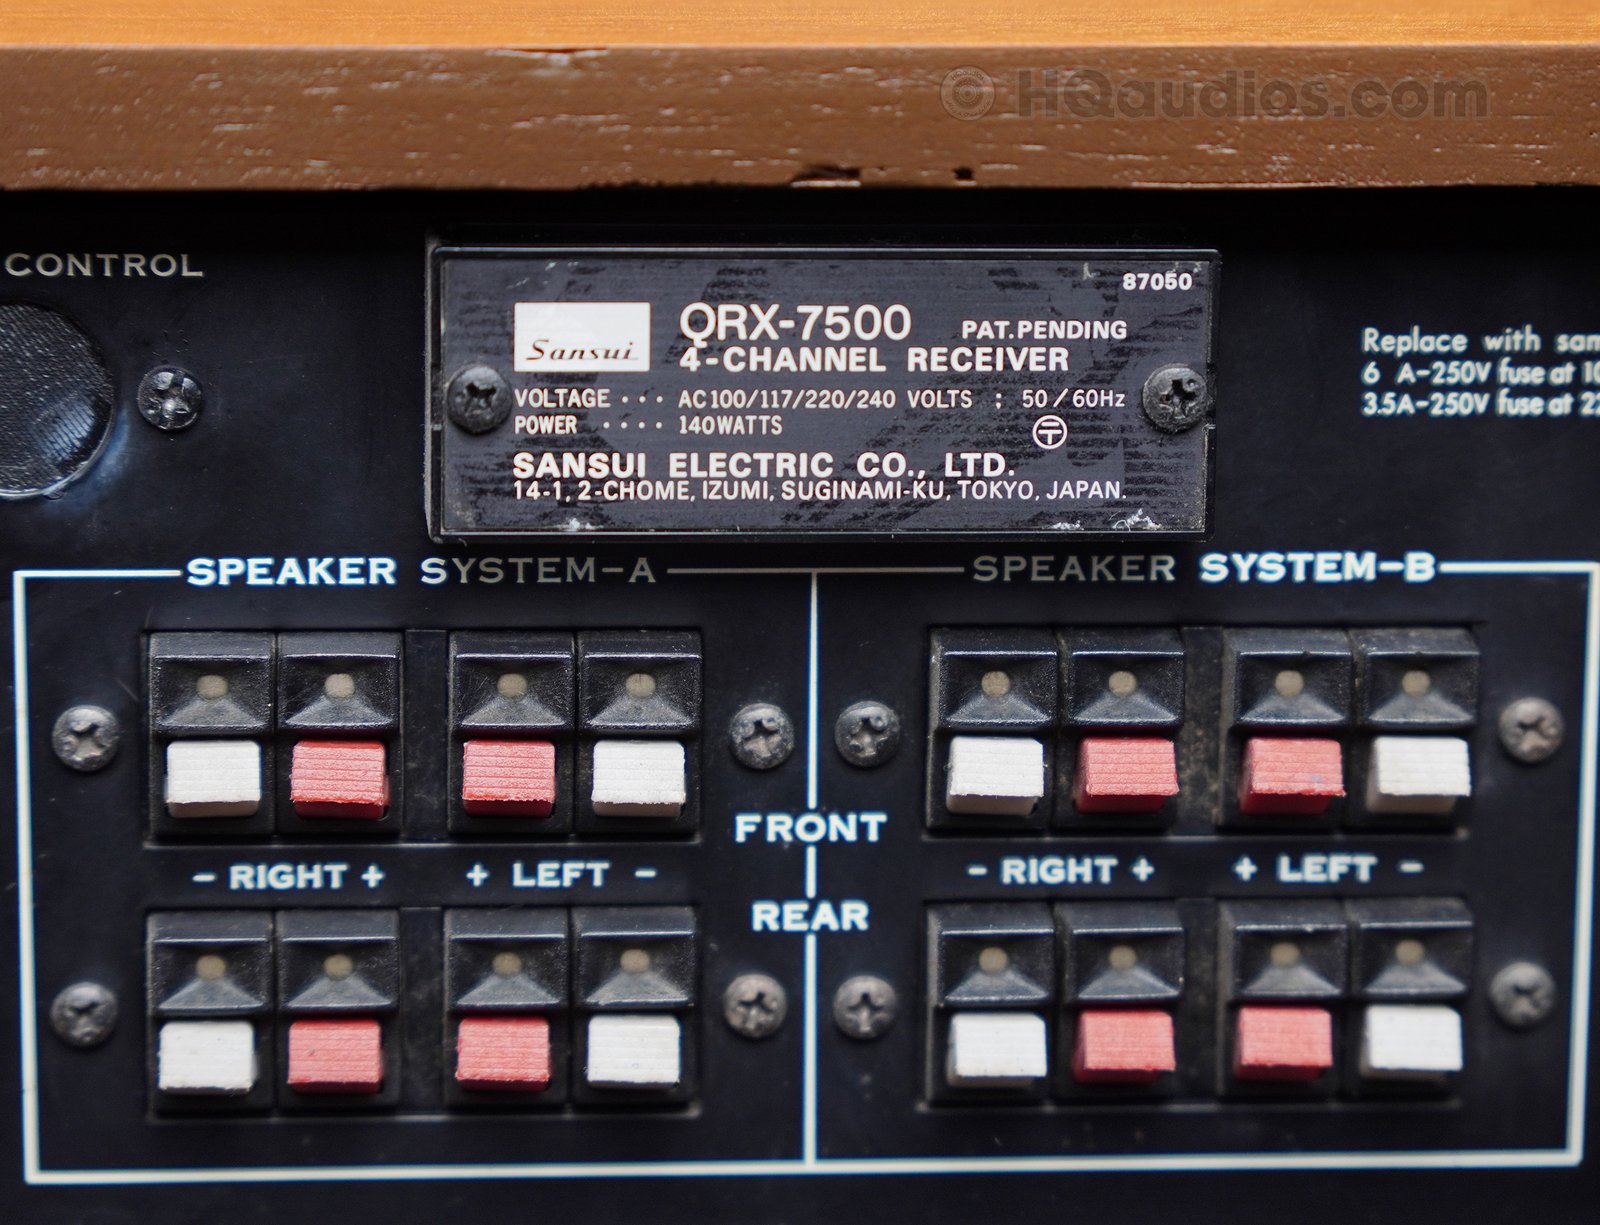 HQaudios.com
CONTROL
87050
Sansui
QRX-7500 PAT.PENDING
4-CHANNEL RECEIVER
VOLTAGE ··· AC100/117/220/240 VOLTS ; 50/60Hz
POWER ···· 140WATTS
SANSUI ELECTRIC CO., LTD.
14-1, 2-CHOME, IZUMI, SUGINAMI-KU, TOKYO, JAPAN.
Replace with
6 A-250V fuse at
3.5A-250V fuse at
SPEAKER SYSTEM-A
SPEAKER SYSTEM-B
FRONT
- RIGHT +
+ LEFT -
- RIGHT +
+ LEFT -
REAR